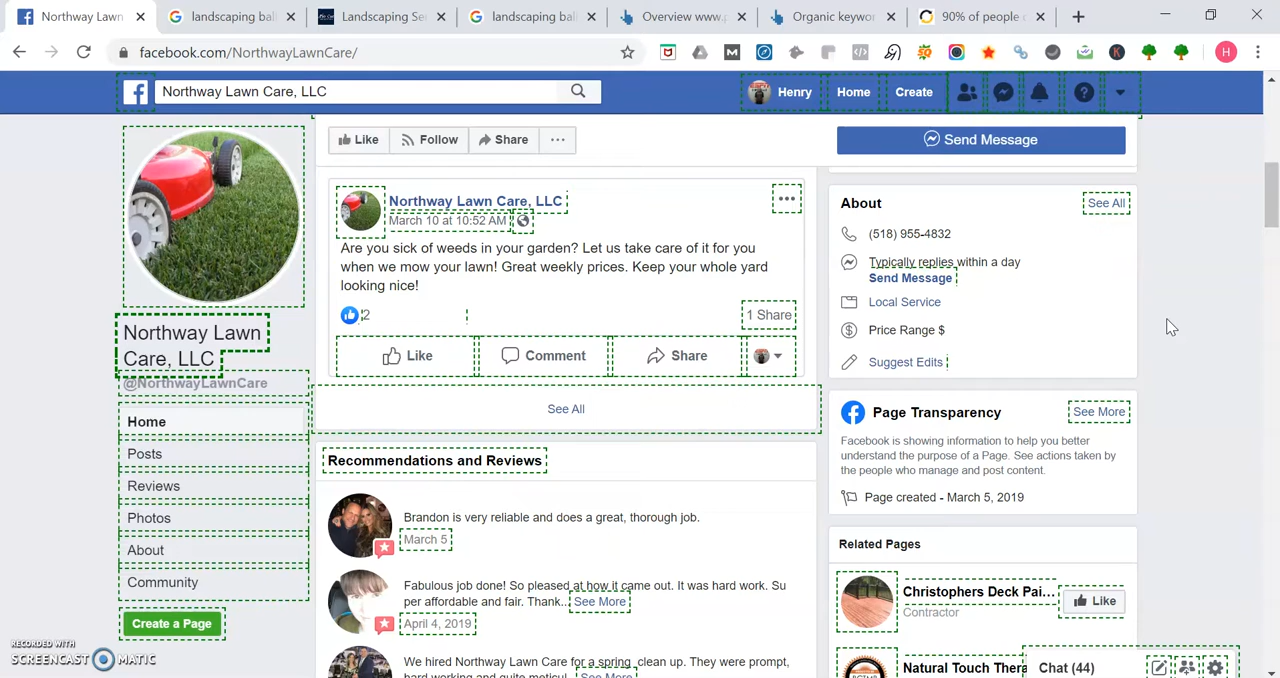 Northway Lawn
landscaping ball
Landscaping Se
landscaping ball
Overview www.p
Organic keywor
90% of people
facebook.com/NorthwayLawnCare/
Northway Lawn Care, LLC
Henry
Home
Create
Like
Follow
Share
Send Message
Northway Lawn Care, LLC
March 10 at 10:52 AM
Are you sick of weeds in your garden? Let us take care of it for you
when we mow your lawn! Great weekly prices. Keep your whole yard
looking nice!
2
1 Share
Like
Comment
Share
See All
Northway Lawn
Care, LLC
@NorthwayLawnCare
Home
Posts
Reviews
Photos
About
Community
Create a Page
Recommendations and Reviews
Brandon is very reliable and does a great, thorough job.
March 5
Fabulous job done! So pleased at how it came out. It was hard work. Su
per affordable and fair. Thank... See More
April 4, 2019
We hired Northway Lawn Care for a spring clean up. They were prompt,
hard working and quite meticul... See More
About
See All
(518) 955-4832
Typically replies within a day
Send Message
Local Service
Price Range $
Suggest Edits
Page Transparency
See More
Facebook is showing information to help you better
understand the purpose of a Page. See actions taken by
the people who manage and post content.
Page created - March 5, 2019
Related Pages
Christophers Deck Pai...
Contractor
Like
Natural Touch Thera
Chat (44)
RECORDED WITH
SCREENCAST MATIC